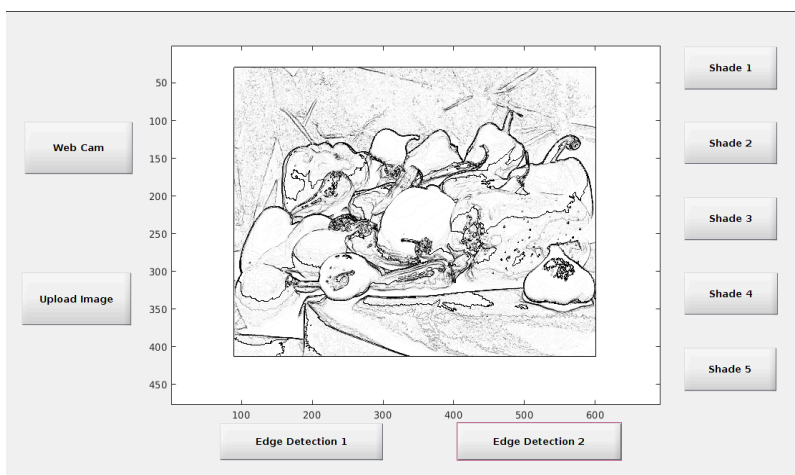 Web Cam
Upload Image
50
100
150
200
250
300
350
400
450
100
200
300
400
500
600
Edge Detection 1
Edge Detection 2
Shade 1
Shade 2
Shade 3
Shade 4
Shade 5